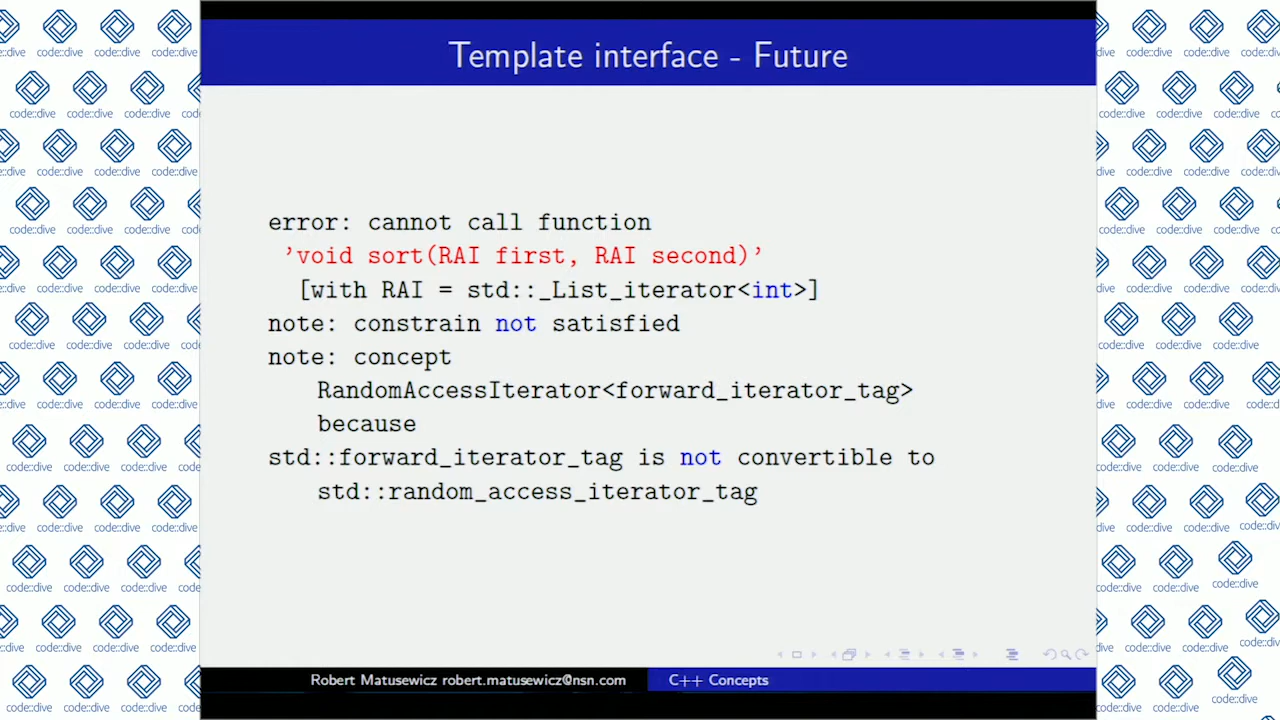 Template interface - Future
error: cannot call function
’void sort(RAI first, RAI second)’
[with RAI = std::_List_iterator<int>]
note: constrain not satisfied
note: concept
RandomAccessIterator<forward_iterator_tag>
because
std::forward_iterator_tag is not convertible to
std::random_access_iterator_tag
Robert Matusewicz robert.matusewicz@nsn.com
C++ Concepts
code::dive